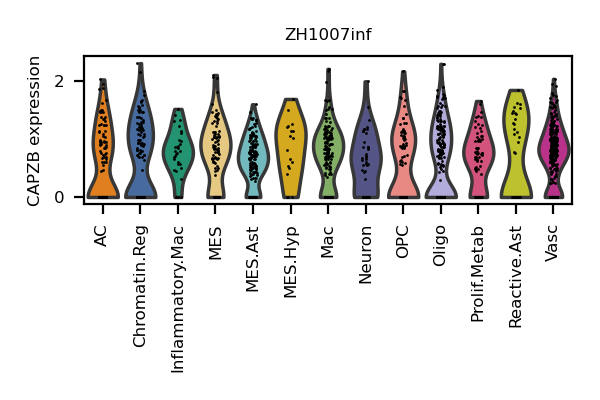 ZH1007inf
CAPZB expression
2
0
AC
Chromatin.Reg
Inflammatory.Mac
MES
MES.Ast
MES.Hyp
Mac
Neuron
OPC
Oligo
Prolif.Metab
Reactive.Ast
Vasc